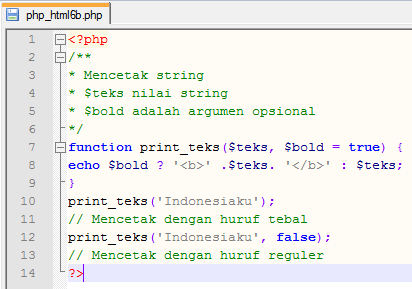 php_html6b.php
1 <?php
2 /**
3 * Mencetak string
4 * $teks nilai string
5 * $bold adalah argumen opsional
6 */
7 function print_teks($teks, $bold = true) {
8 echo $bold ? '<b>' .$teks. '</b>' : $teks;
9 }
10 print_teks('Indonesiaku');
11 // Mencetak dengan huruf tebal
12 print_teks('Indonesiaku', false);
13 // Mencetak dengan huruf reguler
14 ?>